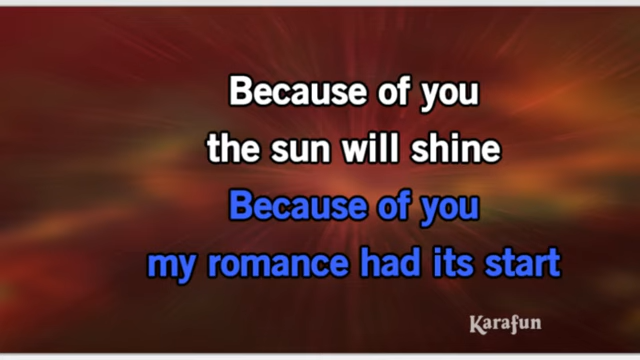 Because of you
the sun will shine
Because of you
my romance had its start
Karafun